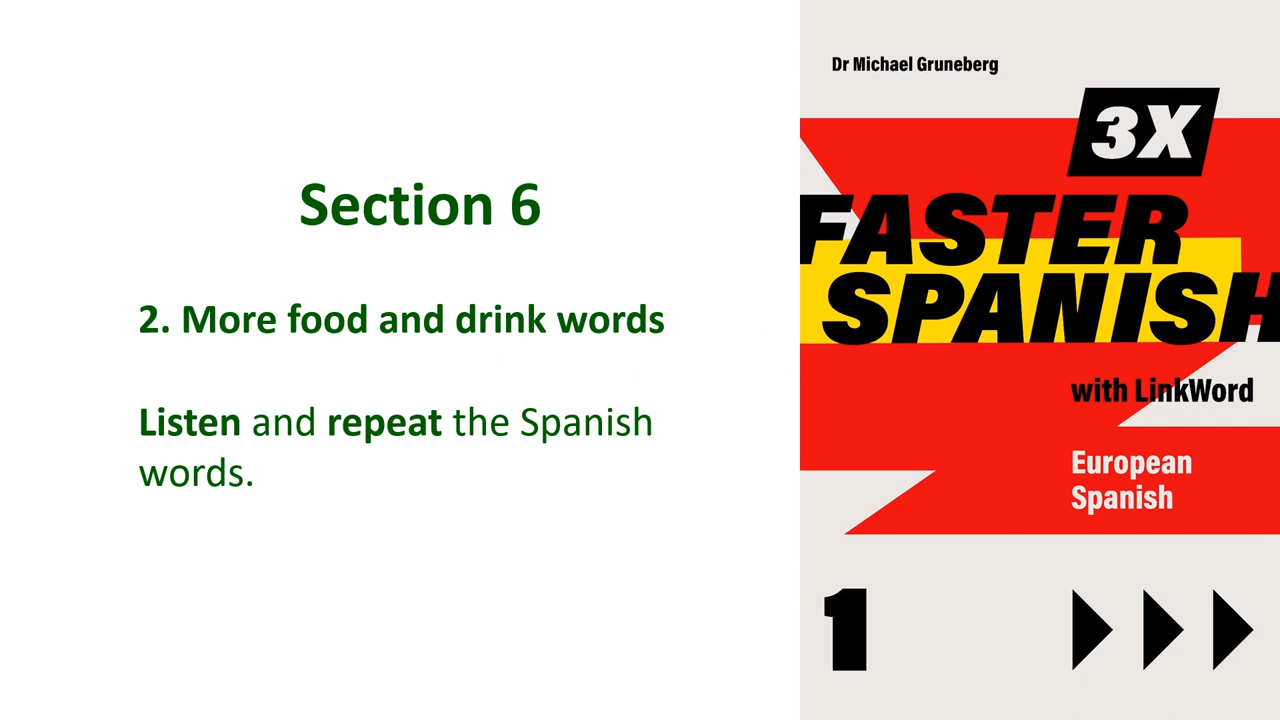 Section 6
2. More food and drink words
Listen and repeat the Spanish
words.
Dr Michael Gruneberg
3X
FASTER
SPANISH
with LinkWord
European
Spanish
1